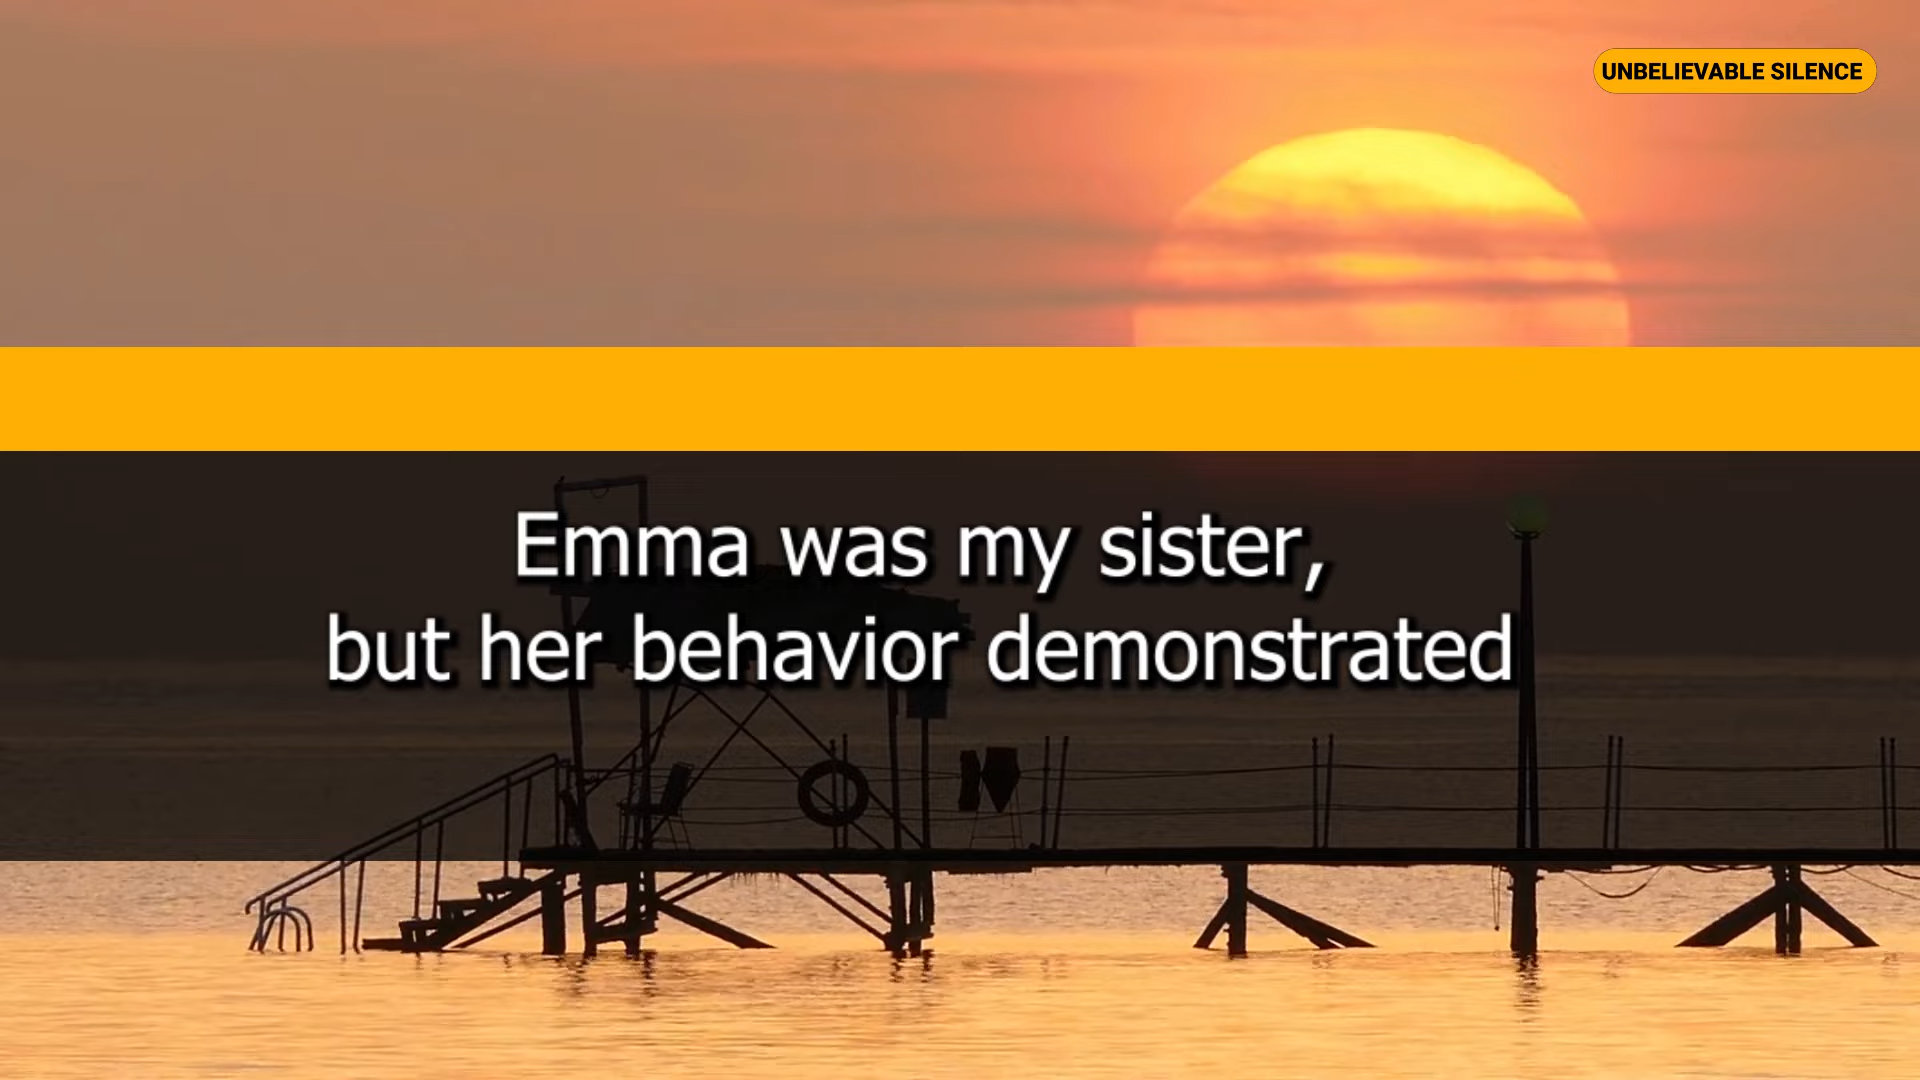 UNBELIEVABLE SILENCE
Emma was my sister,
but her behavior demonstrated